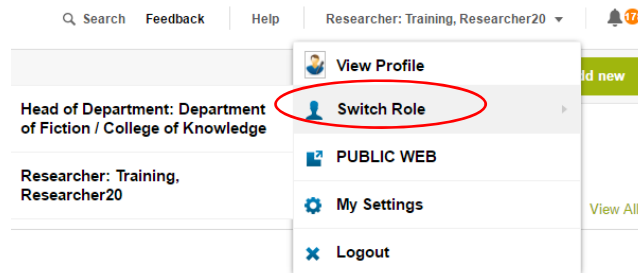 Search Feedback Help Researcher: Training, Researcher20
View Profile
dd new
Head of Department: Department
of Fiction / College of Knowledge
Switch Role
PUBLIC WEB
Researcher: Training,
Researcher20
My Settings
View All
Logout